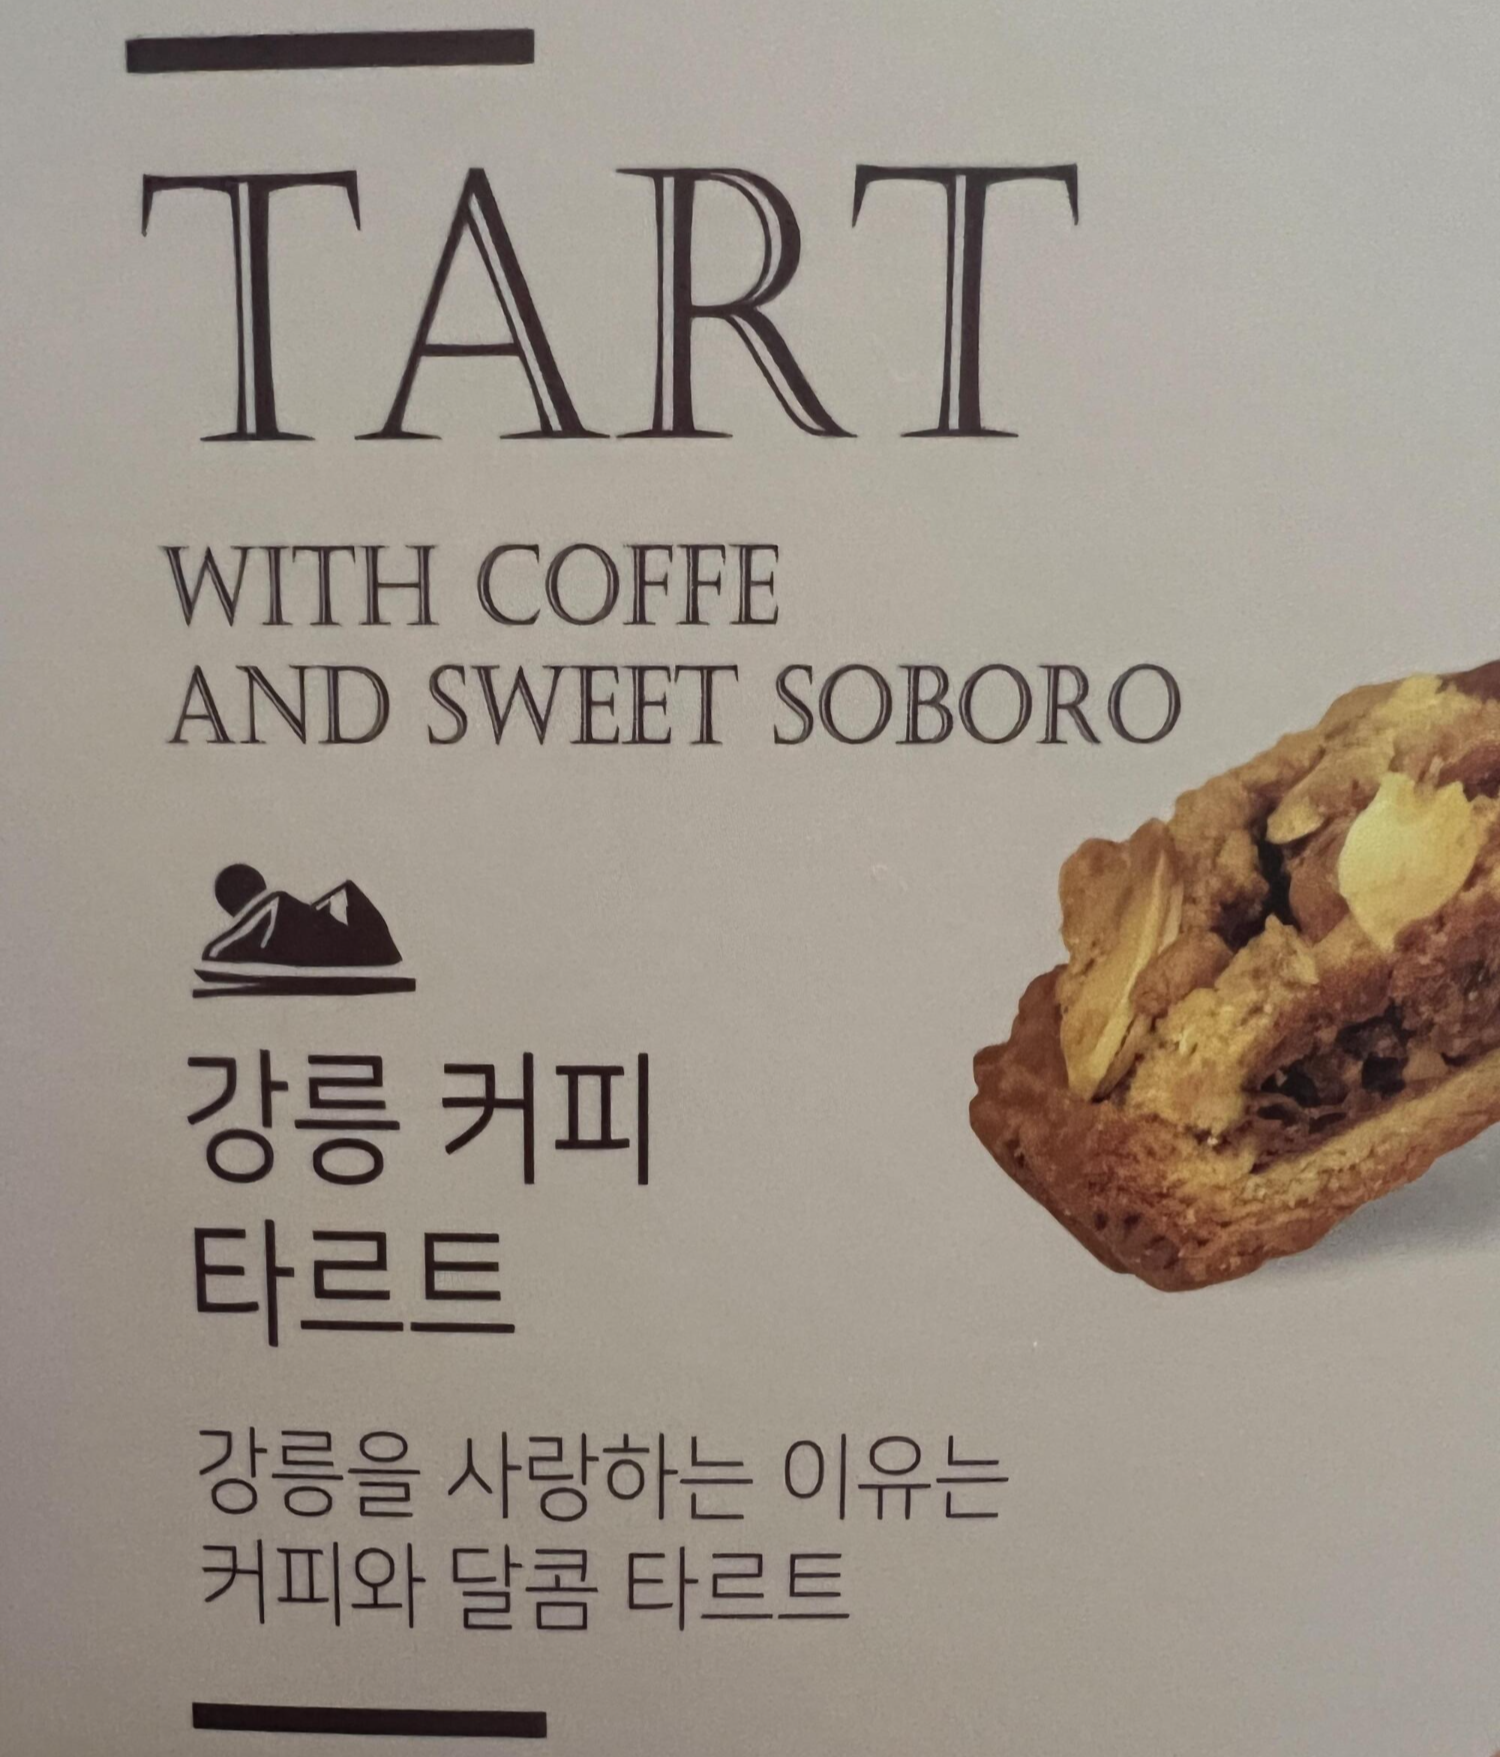 TART
WITH COFFE
AND SWEET SOBORO
강릉 커피
타르트
강릉을 사랑하는 이유는
커피와 달콤 타르트